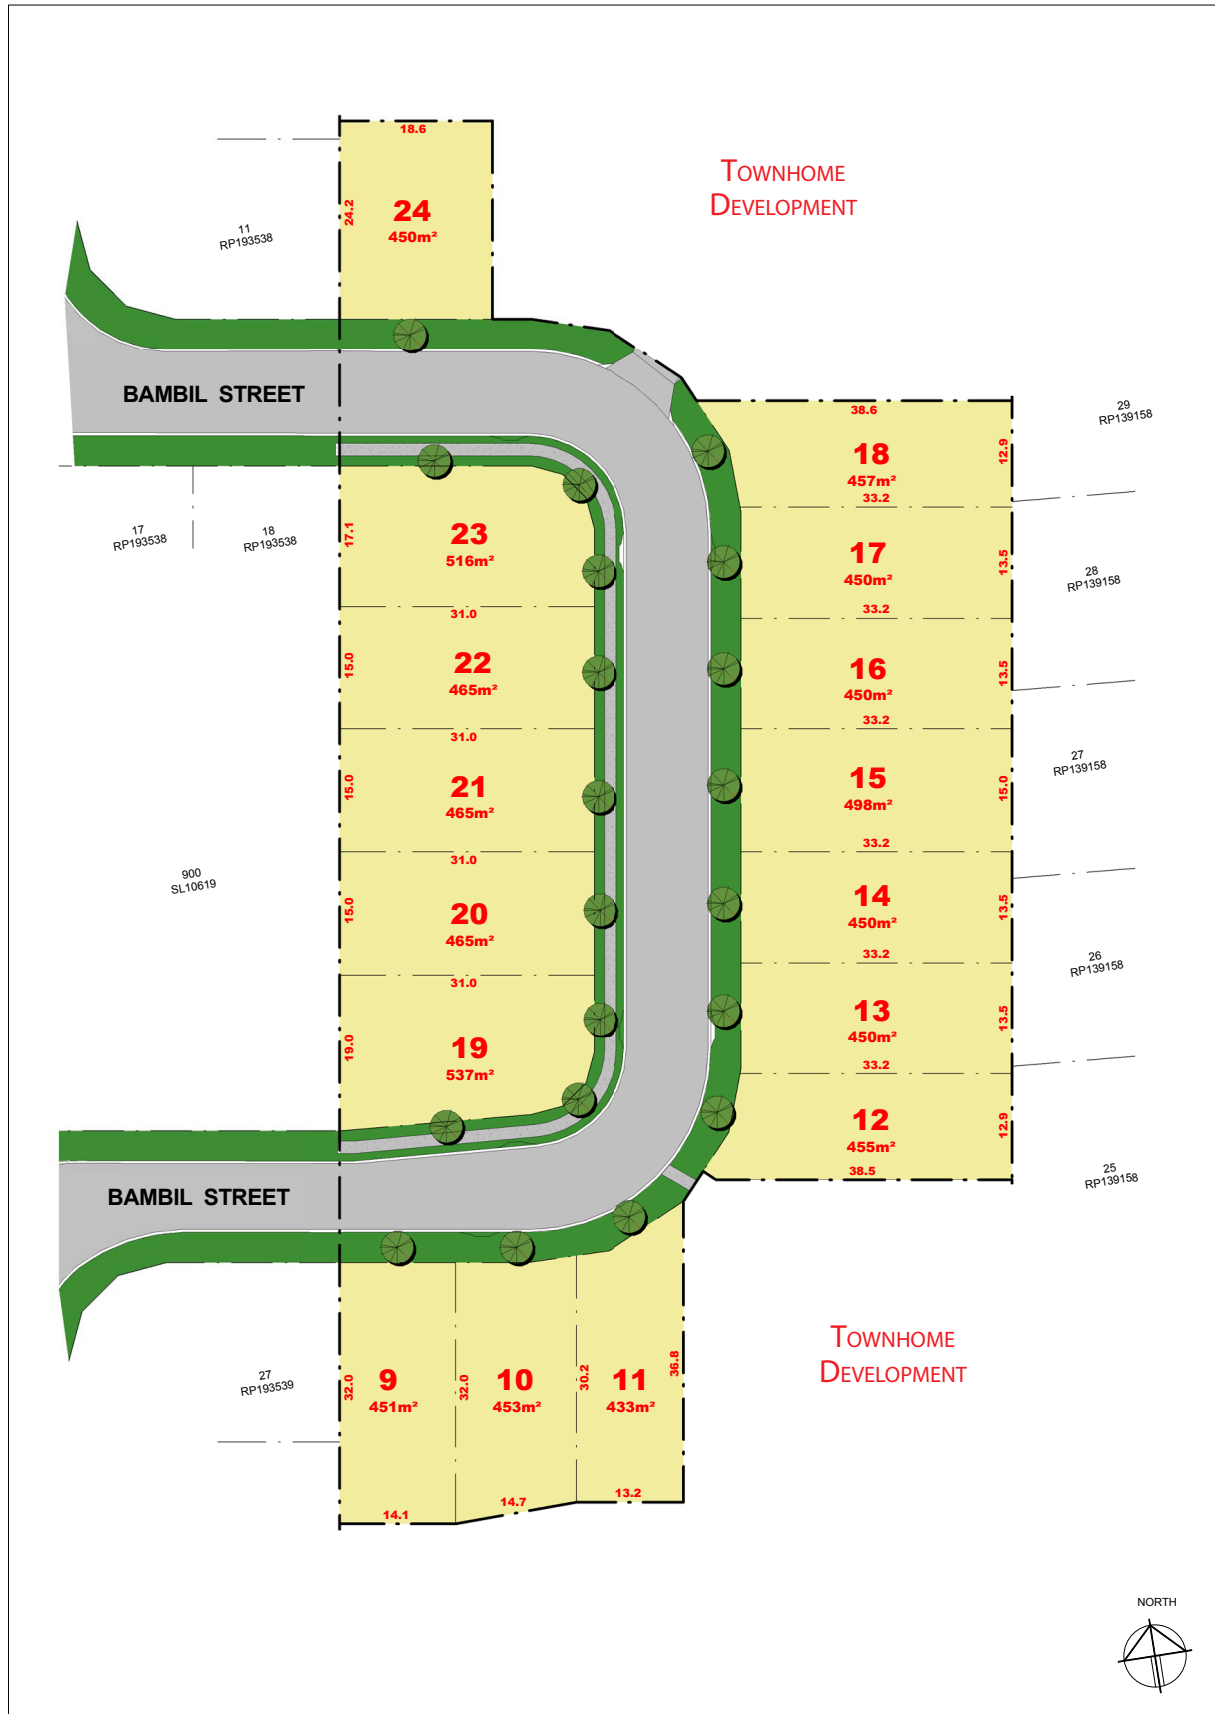 18.6
TOWNHOME
DEVELOPMENT
24.2
24
450m²
11
RP193538
BAMBIL STREET
38.6
29
RP139158
18
457m²
12.9
33.2
17
RP193538
18
RP193538
17.1
23
516m²
31.0
17
450m²
13.5
33.2
28
RP139158
15.0
22
465m²
31.0
16
450m²
13.5
33.2
27
RP139158
15.0
21
465m²
31.0
15
498m²
15.0
33.2
900
SL10619
15.0
20
465m²
31.0
14
450m²
13.5
33.2
26
RP139158
19.0
19
537m²
13
450m²
13.5
33.2
12
455m²
12.9
38.5
25
RP139158
BAMBIL STREET
27
RP193539
32.0
9
451m²
14.1
32.0
10
453m²
14.7
30.2
11
433m²
36.8
13.2
TOWNHOME
DEVELOPMENT
NORTH